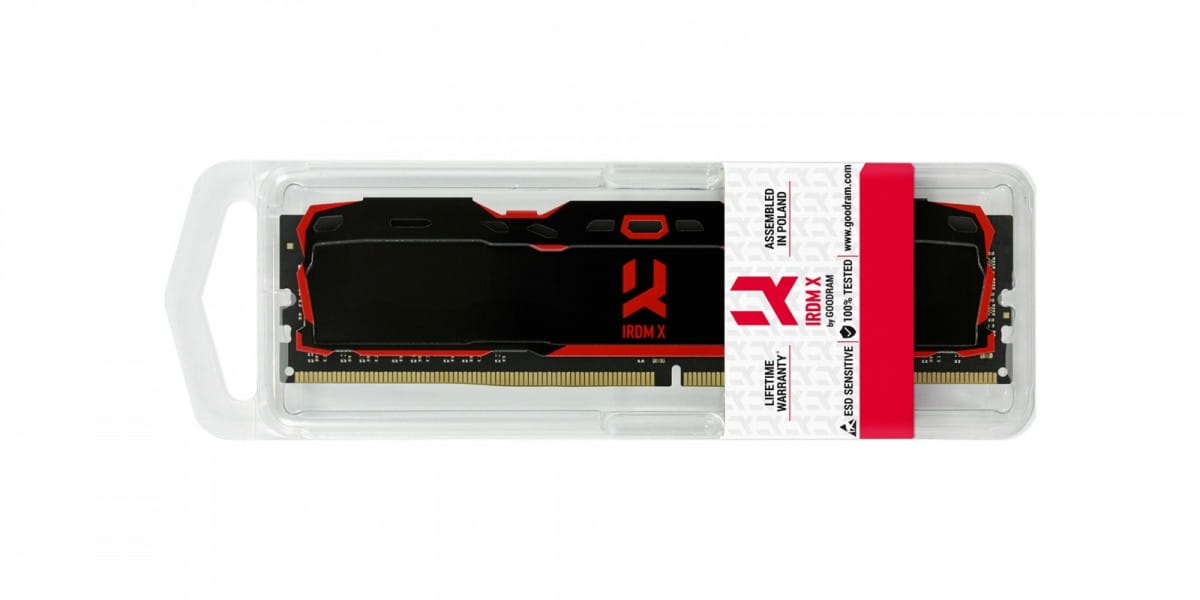 IRDM X
ASSEMBLED
IN POLAND
LIFETIME
WARRANTY*
IRDM X
by GOODRAM
ESD SENSITIVE
100% TESTED
www.goodram.com